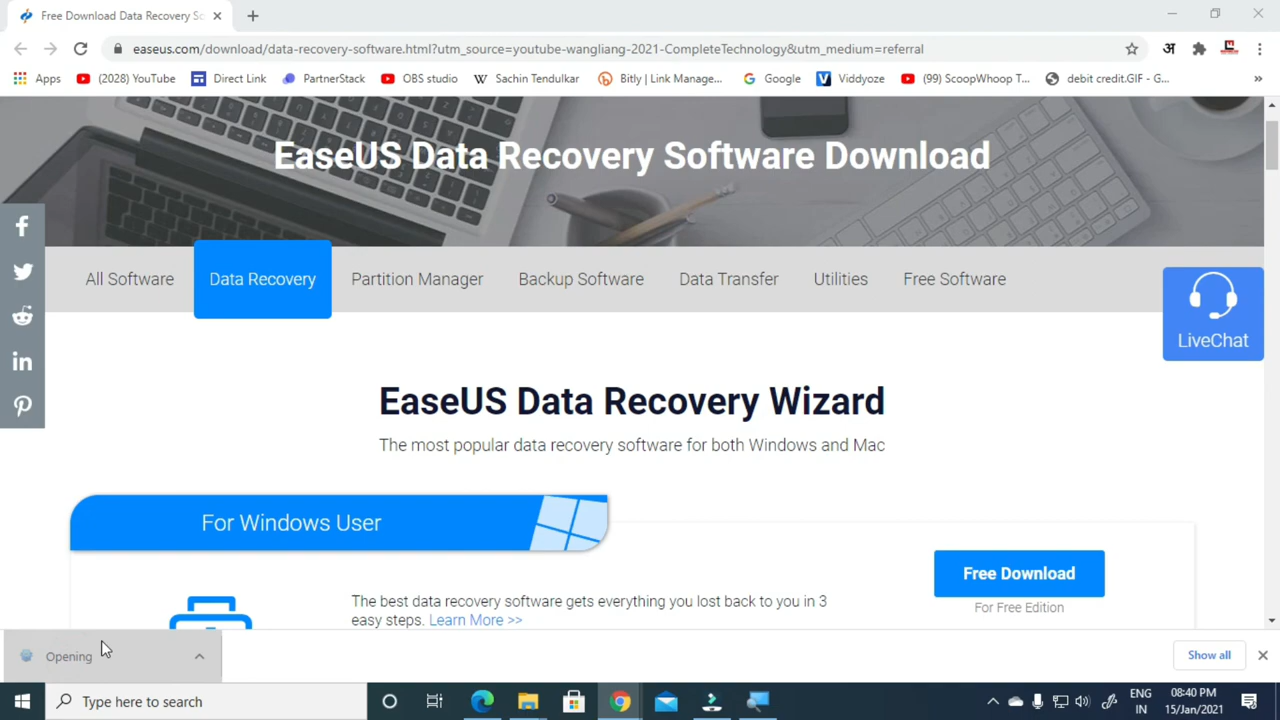 Free Download Data Recovery So
easeus.com/download/data-recovery-software.html?utm_source=youtube-wangliang-2021-CompleteTechnology&utm_medium=referral
अ
Apps
(2028) YouTube
Direct Link
PartnerStack
OBS studio
Sachin Tendulkar
Bitly | Link Manage...
Google
Viddyoze
(99) ScoopWhoop T...
debit credit.GIF - G...
»
EaseUS Data Recovery Software Download
All Software
Data Recovery
Partition Manager
Backup Software
Data Transfer
Utilities
Free Software
LiveChat
EaseUS Data Recovery Wizard
The most popular data recovery software for both Windows and Mac
For Windows User
Free Download
For Free Edition
The best data recovery software gets everything you lost back to you in 3
easy steps. Learn More >>
Opening
Show all
Type here to search
ENG
IN
08:40 PM
15/Jan/2021